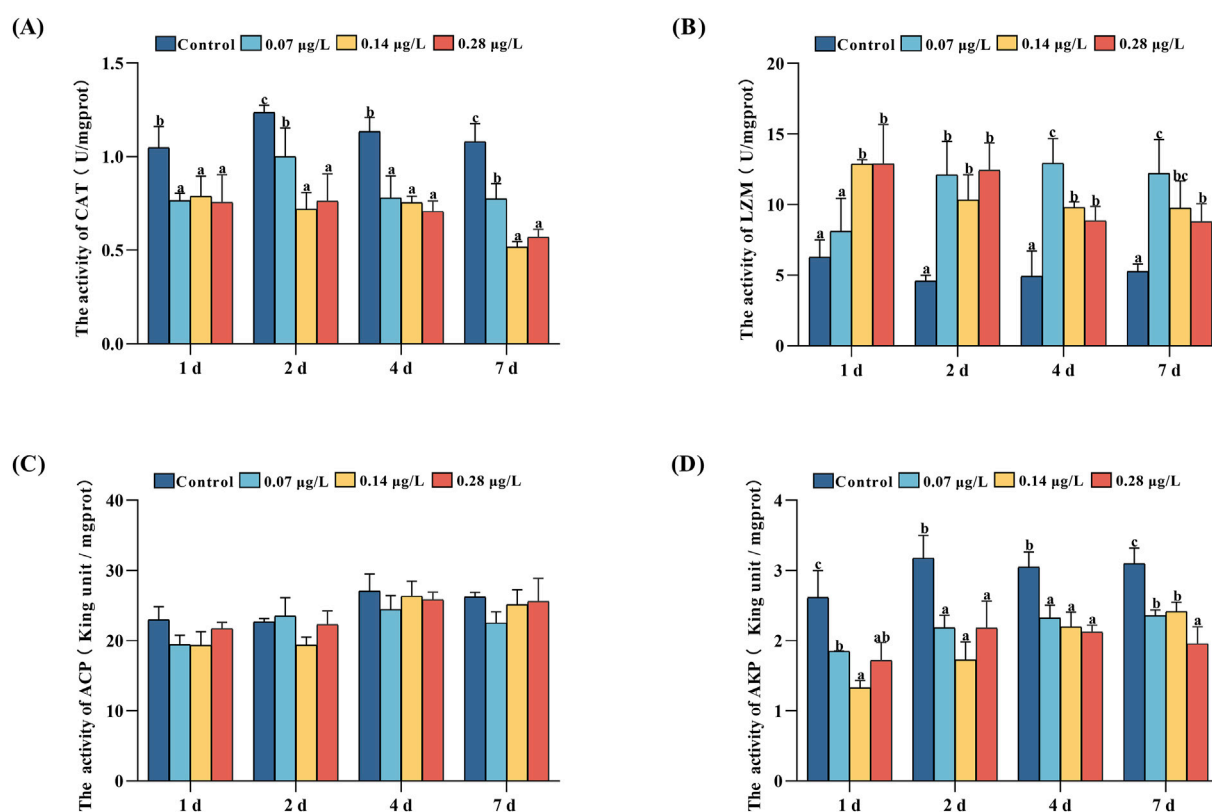 (A)
Control 0.07 µg/L 0.14 µg/L 0.28 µg/L
The activity of CAT ( U/mgprot)
1.5
1.0
0.5
0.0
b a a a c b a a b a a a c b a a
1 d 2 d 4 d 7 d
(B)
Control 0.07 µg/L 0.14 µg/L 0.28 µg/L
The activity of LZM ( U/mgprot)
20
15
10
5
0
a a b b a b b b a c b b a c bc b
1 d 2 d 4 d 7 d
(C)
Control 0.07 µg/L 0.14 µg/L 0.28 µg/L
The activity of ACP ( King unit / mgprot)
40
30
20
10
0
1 d 2 d 4 d 7 d
(D)
Control 0.07 µg/L 0.14 µg/L 0.28 µg/L
The activity of AKP ( King unit / mgprot)
4
3
2
1
0
c b a ab b a a a b a a a c b b a
1 d 2 d 4 d 7 d